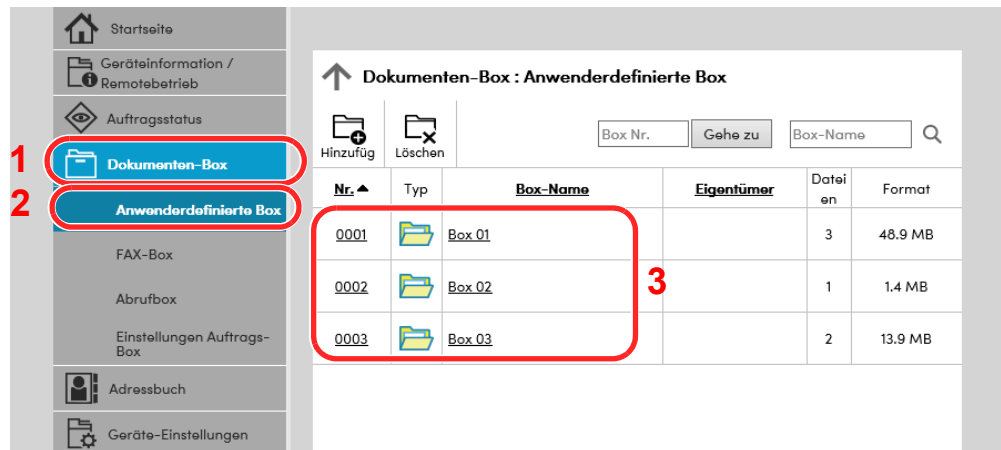 Startseite
Geräteinformation /
Remotebetrieb
Auftragsstatus
1
Dokumenten-Box
2
Anwenderdefinierte Box
FAX-Box
Abrufbox
Einstellungen Auftrags-
Box
Adressbuch
Geräte-Einstellungen
Dokumenten-Box : Anwenderdefinierte Box
Hinzufüg Löschen Box Nr. Gehe zu Box-Name
Nr. Typ Box-Name Eigentümer Datei Format
en
0001 Box 01 3 48.9 MB
0002 Box 02 1 1.4 MB
3
0003 Box 03 2 13.9 MB